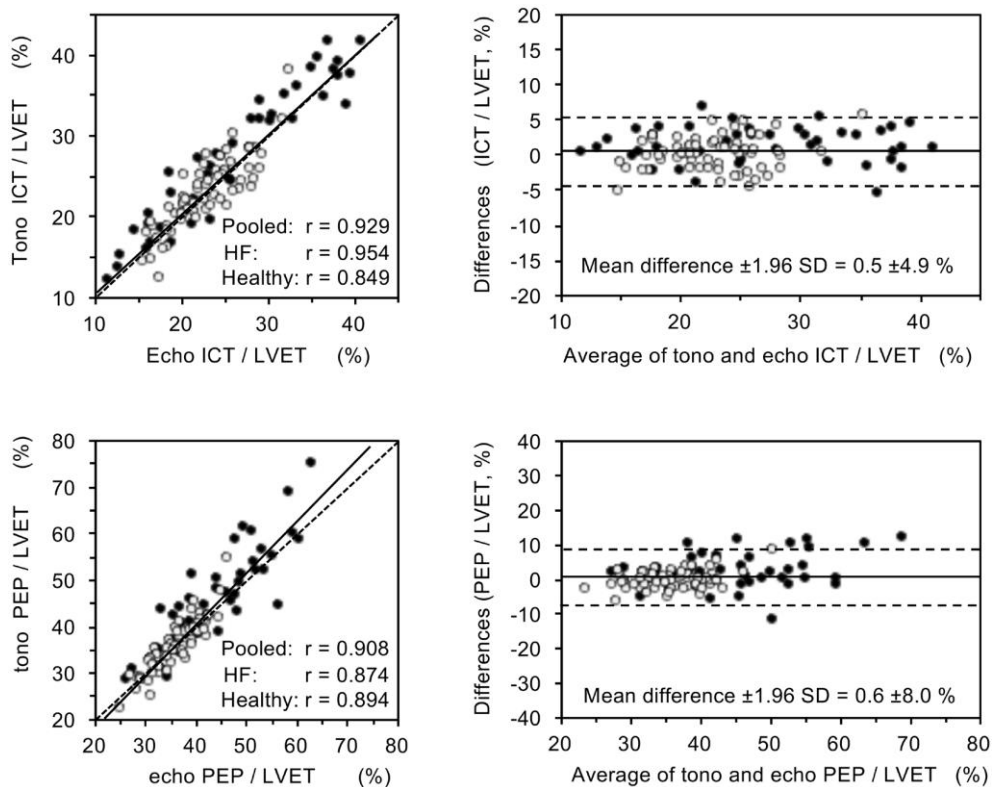 Tono ICT / LVET (%)
40
30
20
10
10 20 30 40
Echo ICT / LVET (%)
Pooled: r = 0.929
HF: r = 0.954
Healthy: r = 0.849
Differences (ICT / LVET, %)
20
15
10
5
0
-5
-10
-15
-20
20 30 40
Average of tono and echo ICT / LVET (%)
Mean difference ±1.96 SD = 0.5 ±4.9 %
tono PEP / LVET (%)
80
70
60
50
40
30
20
20 30 40 50 60 70 80
echo PEP / LVET (%)
Pooled: r = 0.908
HF: r = 0.874
Healthy: r = 0.894
Differences (PEP / LVET, %)
40
30
20
10
0
-10
-20
-30
-40
20 30 40 50 60 70 80
Average of tono and echo PEP / LVET (%)
Mean difference ±1.96 SD = 0.6 ±8.0 %